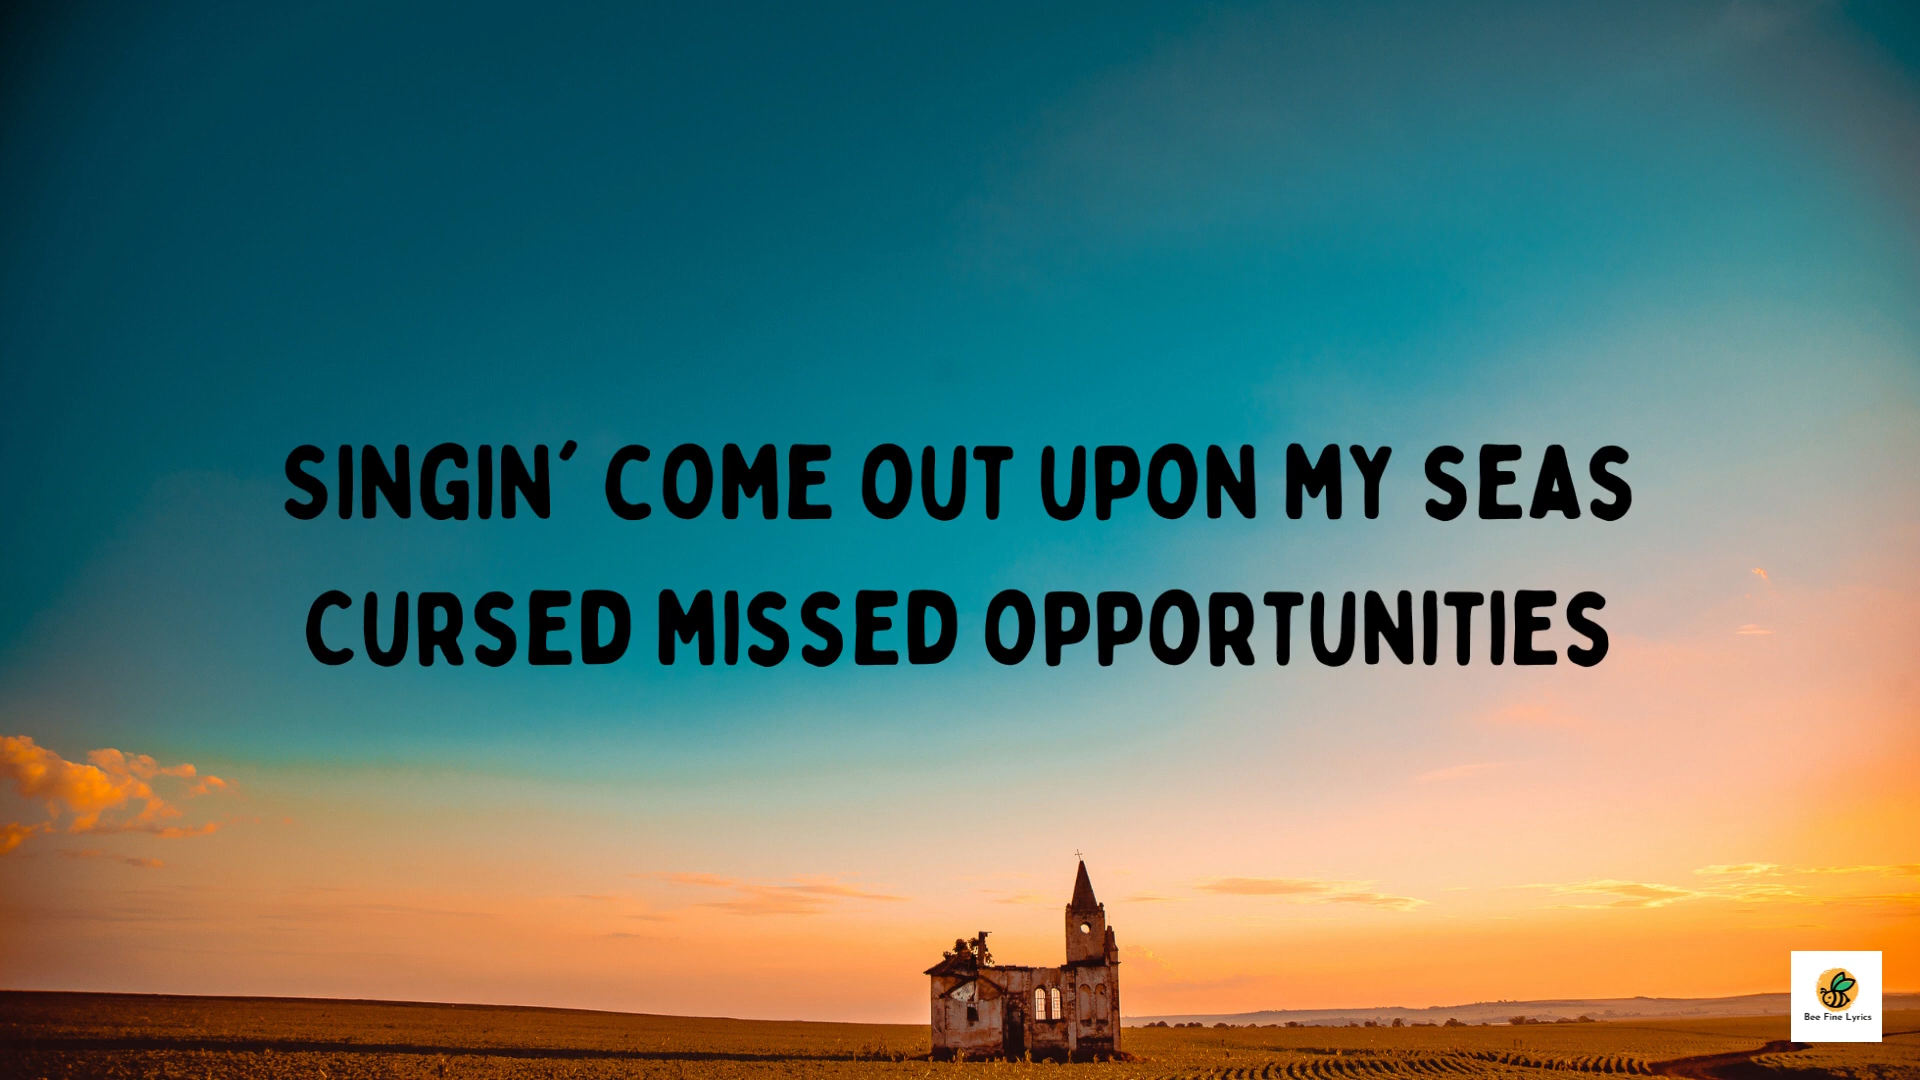 SINGIN' COME OUT UPON MY SEAS
CURSED MISSED OPPORTUNITIES
Bee Fine Lyrics